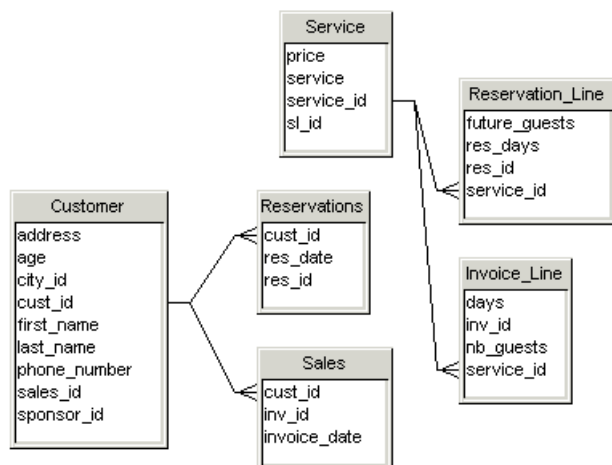 Service
price
service
service_id
sl_id
Reservation_Line
future_guests
res_days
res_id
service_id
Customer
address
age
city_id
cust_id
first_name
last_name
phone_number
sales_id
sponsor_id
Reservations
cust_id
res_date
res_id
Invoice_Line
days
inv_id
nb_guests
service_id
Sales
cust_id
inv_id
invoice_date